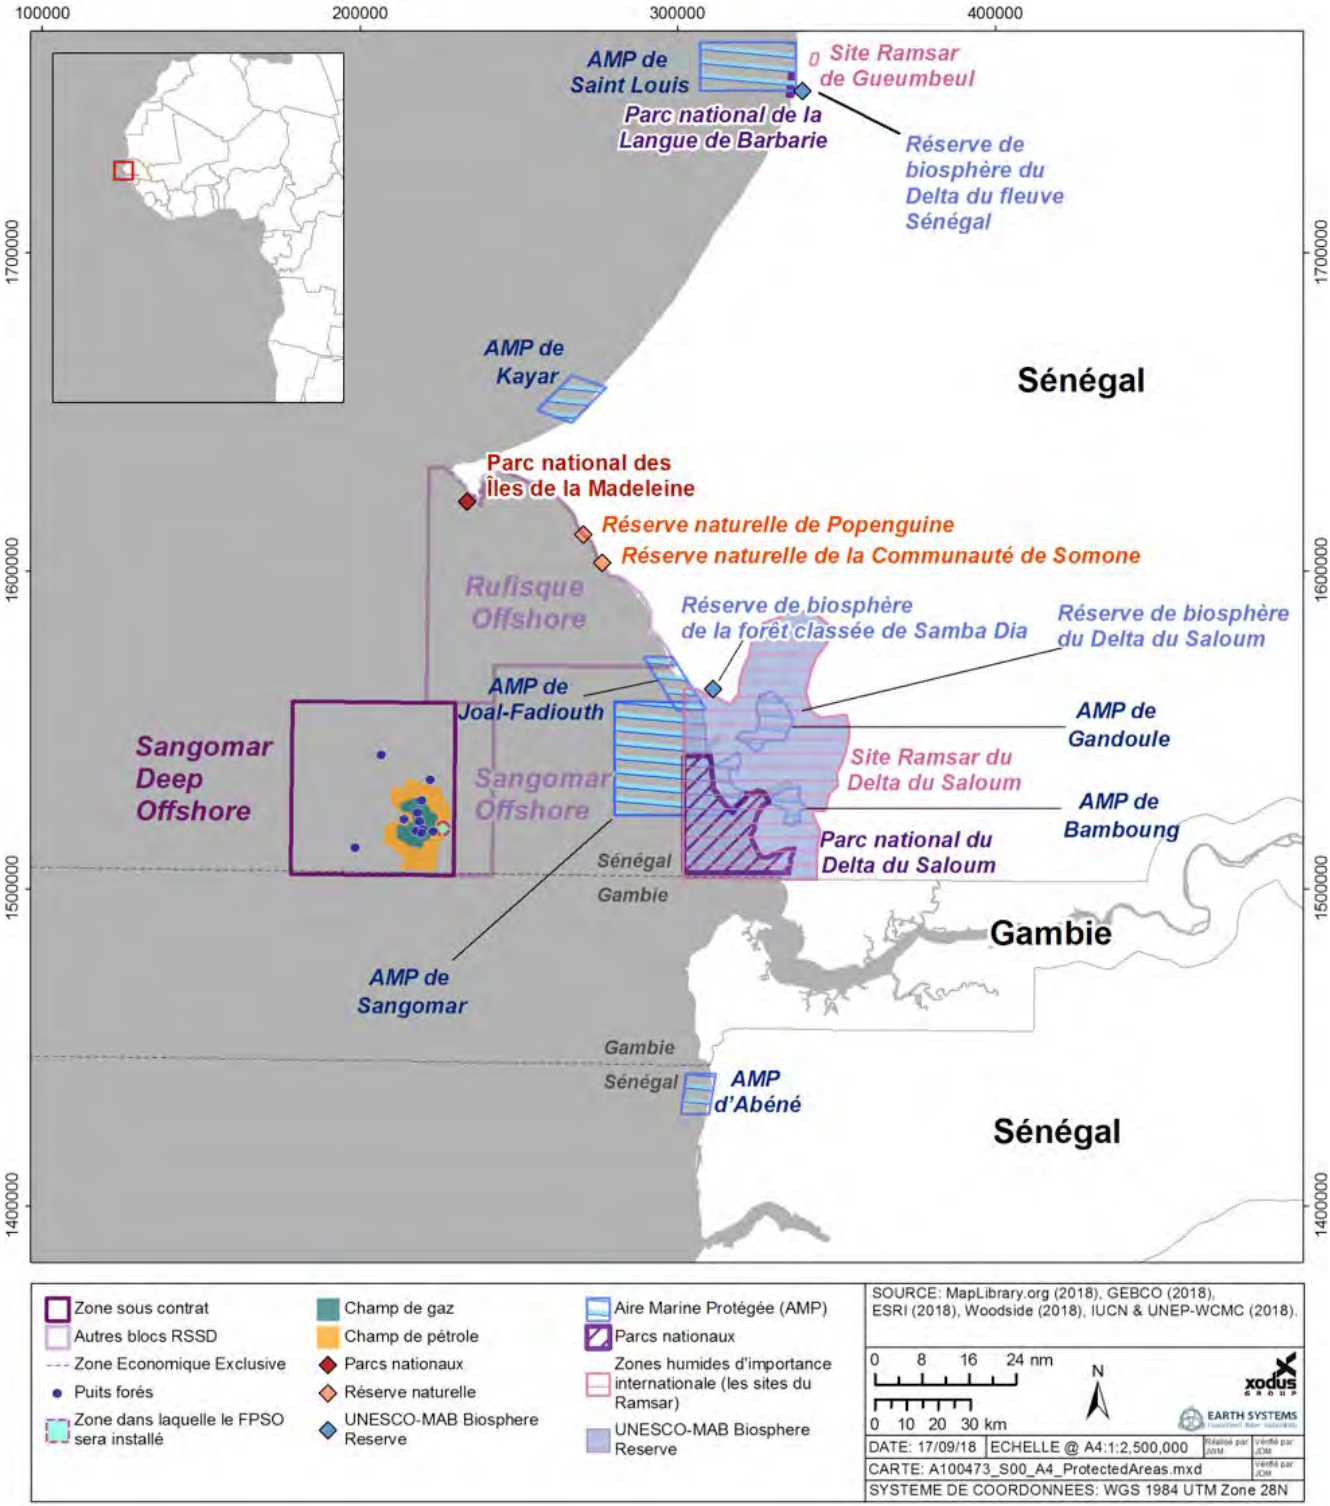 100000
200000
300000
400000
AMP de
Saint Louis
Site Ramsar
de Gueumbeul
Parc national de la
Langue de Barbarie
Réserve de
biosphère du
Delta du fleuve
Sénégal
1700000
1700000
AMP de
Kayar
Sénégal
Parc national des
Îles de la Madeleine
Réserve naturelle de Popenguine
Réserve naturelle de la Communauté de Somone
1600000
1600000
Rufisque
Offshore
Réserve de biosphère
de la forêt classée de Samba Dia
Réserve de biosphère
du Delta du Saloum
AMP de
Joal-Fadiouth
AMP de
Gandoule
Sangomar
Deep
Offshore
Sangomar
Offshore
Site Ramsar du
Delta du Saloum
AMP de
Bamboung
Parc national du
Delta du Saloum
Sénégal
Gambie
1500000
1500000
Gambie
AMP de
Sangomar
Gambie
Sénégal
AMP
d'Abéné
Sénégal
1400000
1400000
Zone sous contrat
Autres blocs RSSD
Zone Economique Exclusive
Puits forés
Zone dans laquelle le FPSO
sera installé
Champ de gaz
Champ de pétrole
Parcs nationaux
Réserve naturelle
UNESCO-MAB Biosphere
Reserve
Aire Marine Protégée (AMP)
Parcs nationaux
Zones humides d'importance
internationale (les sites du
Ramsar)
UNESCO-MAB Biosphere
Reserve
SOURCE: MapLibrary.org (2018), GEBCO (2018),
ESRI (2018), Woodside (2018), IUCN & UNEP-WCMC (2018).
0 8 16 24 nm
0 10 20 30 km
N
xodus
GROUP
EARTH SYSTEMS
DATE: 17/09/18
ECHELLE @ A4:1:2,500,000
Réalisé par
JWM
Vérifié par
JDM
CARTE: A100473_S00_A4_ProtectedAreas.mxd
Vérifié par
JDM
SYSTEME DE COORDONNEES: WGS 1984 UTM Zone 28N